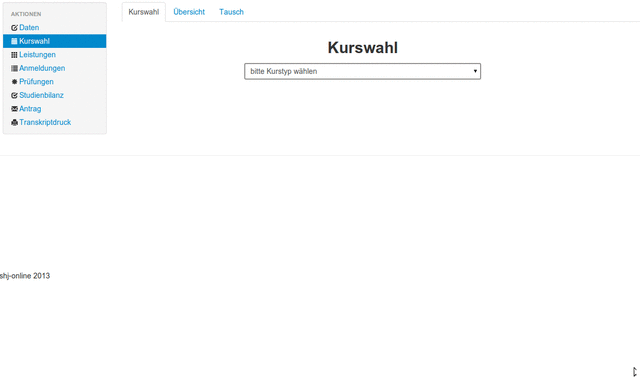 AKTIONEN
Daten
Kurswahl
Leistungen
Anmeldungen
Prüfungen
Studienbilanz
Antrag
Transkriptdruck
Kurswahl Übersicht Tausch
Kurswahl
bitte Kurstyp wählen
shj-online 2013